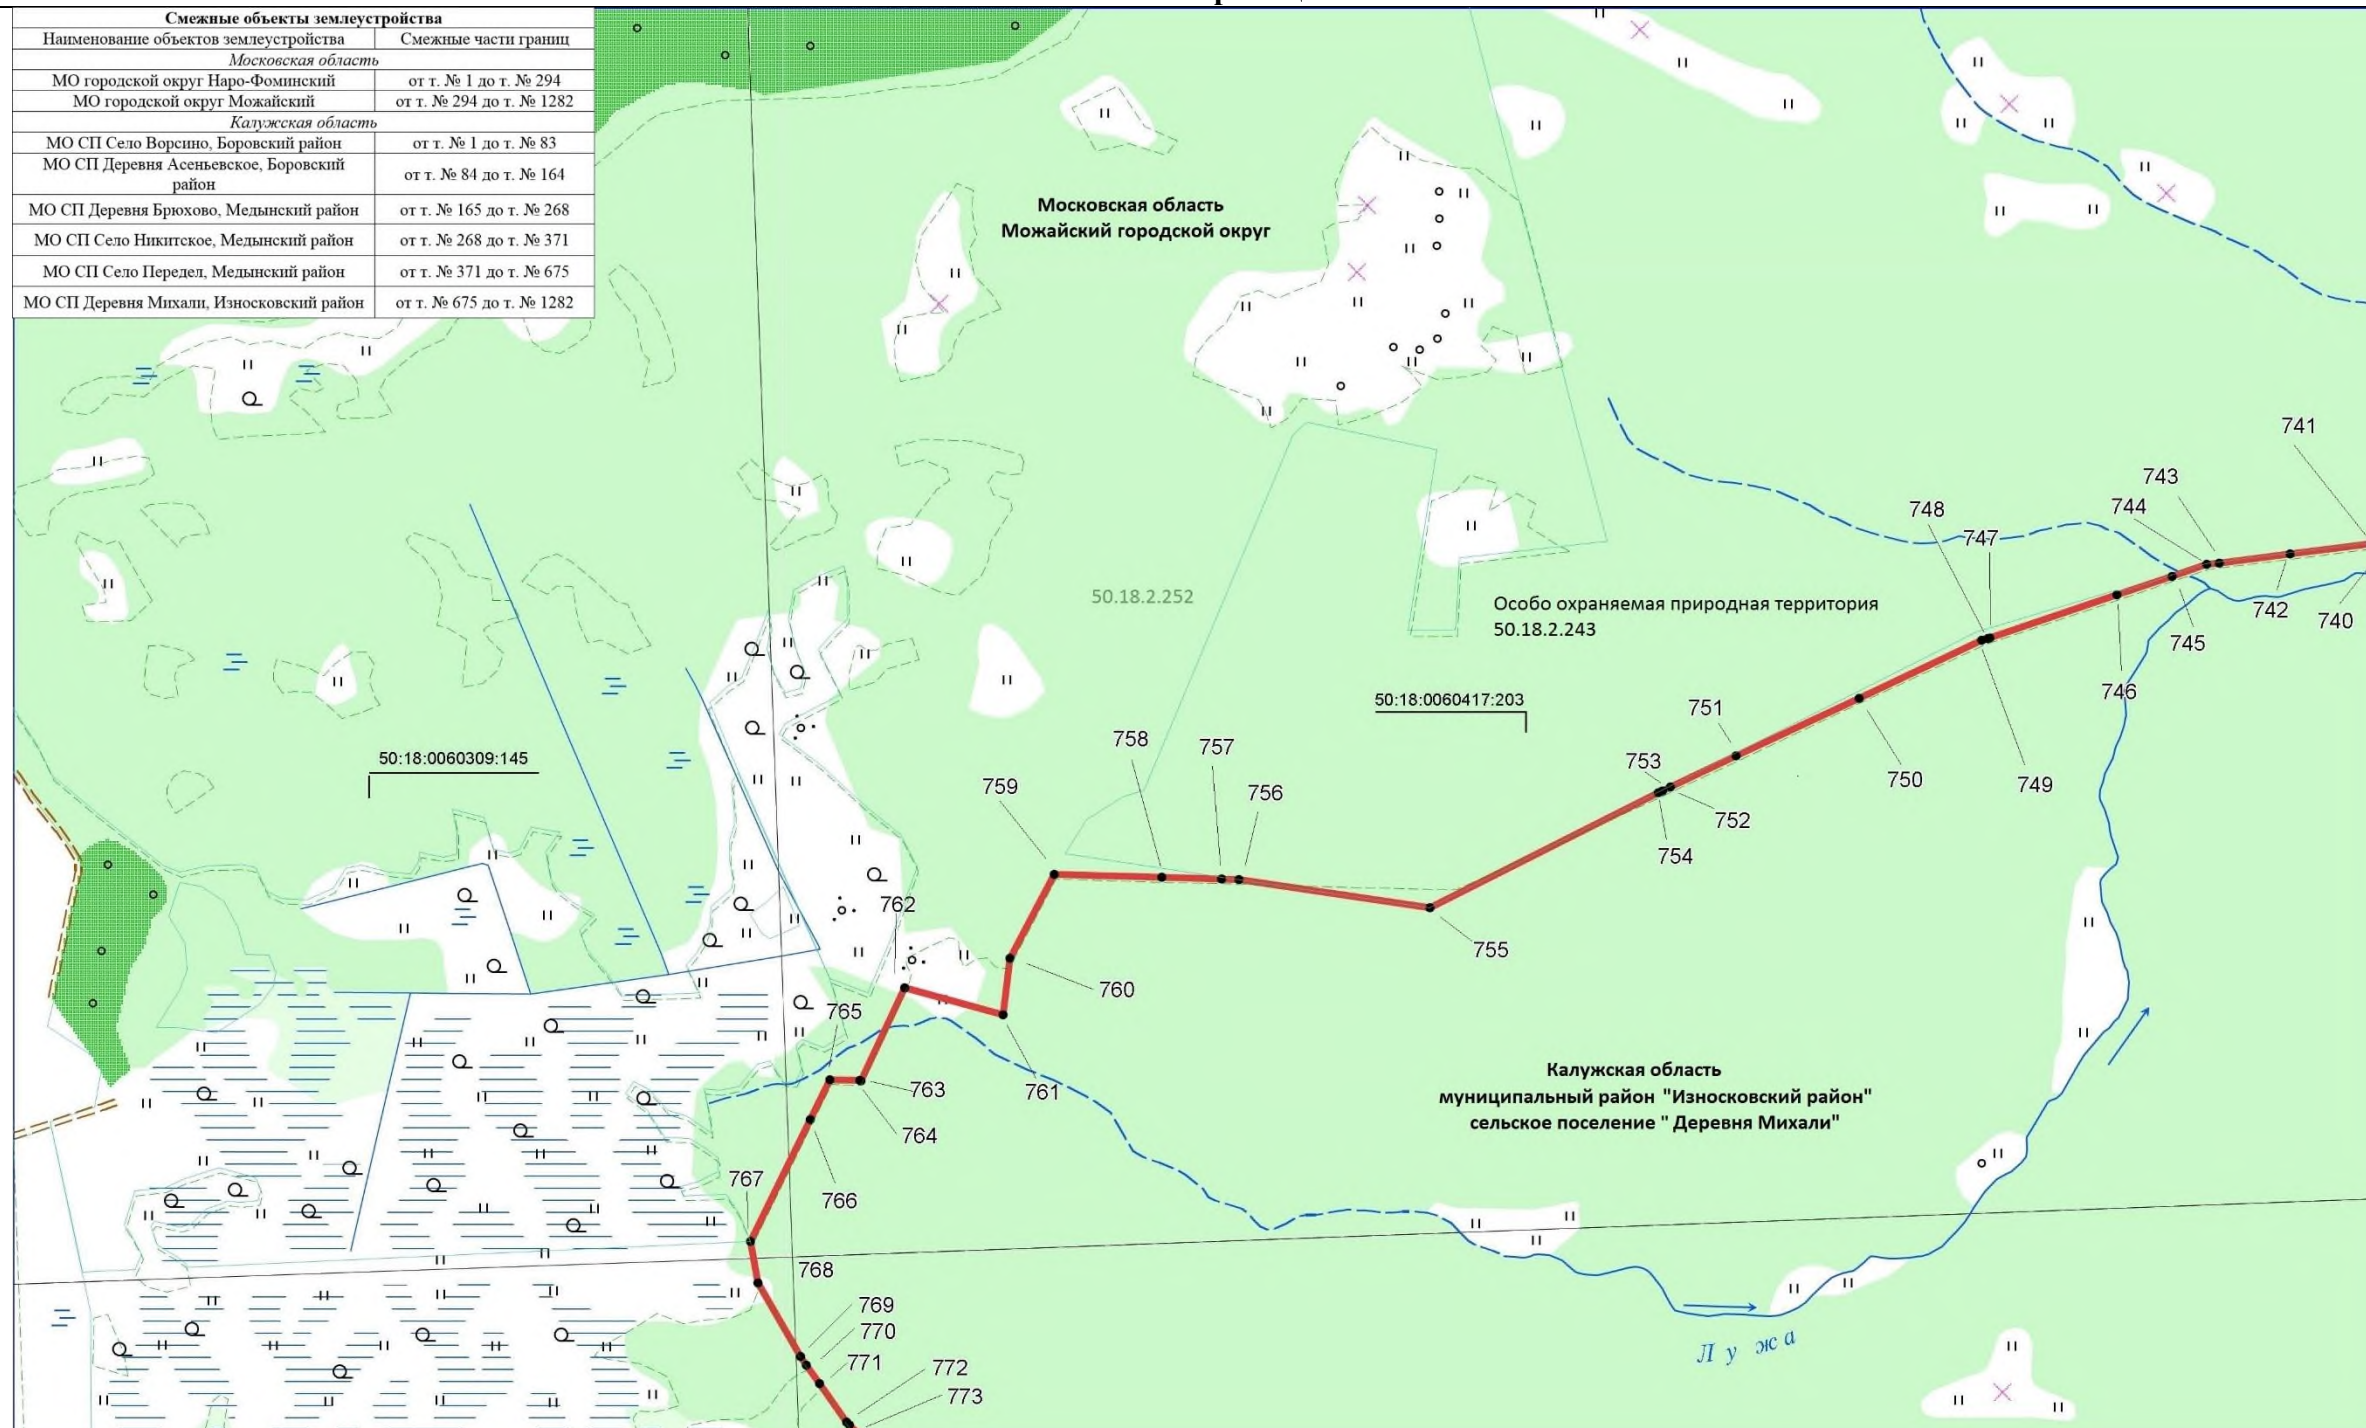 Смежные объекты землеустройства
Наименование объектов землеустройства Смежные части границ
Московская область
МО городской округ Наро-Фоминский от т. № 1 до т. № 294
МО городской округ Можайский от т. № 294 до т. № 1282
Калужская область
МО СП Село Ворсино, Боровский район от т. № 1 до т. № 83
МО СП Деревня Асеньевское, Боровский
район от т. № 84 до т. № 164
МО СП Деревня Брюхово, Медынский район от т. № 165 до т. № 268
МО СП Село Никитское, Медынский район от т. № 268 до т. № 371
МО СП Село Передел, Медынский район от т. № 371 до т. № 675
МО СП Деревня Михали, Износковский район от т. № 675 до т. № 1282
Московская область
Можайский городской округ
741
743
744
748
747
50.18.2.252
Особо охраняемая природная территория
50.18.2.243
742
740
745
746
50:18:0060417:203
751
758
757
50:18:0060309:145
753
750
749
759
756
752
754
762
755
760
765
763
761
764
Калужская область
муниципальный район "Износковский район"
сельское поселение " Деревня Михали"
767
766
768
769
770
771
772
773
Лужа